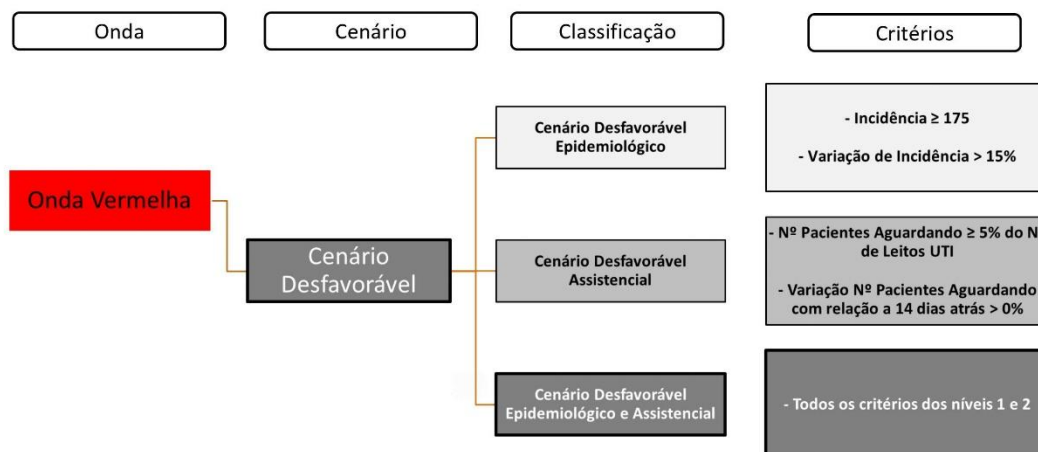 Onda
Cenário
Classificação
Critérios
Onda Vermelha
Cenário
Desfavorável
Cenário Desfavorável
Epidemiológico
- Incidência ≥ 175
- Variação de Incidência > 15%
Cenário Desfavorável
Assistencial
- Nº Pacientes Aguardando ≥ 5% do N
de Leitos UTI
- Variação Nº Pacientes Aguardando
com relação a 14 dias atrás > 0%
Cenário Desfavorável
Epidemiológico e Assistencial
- Todos os critérios dos níveis 1 e 2